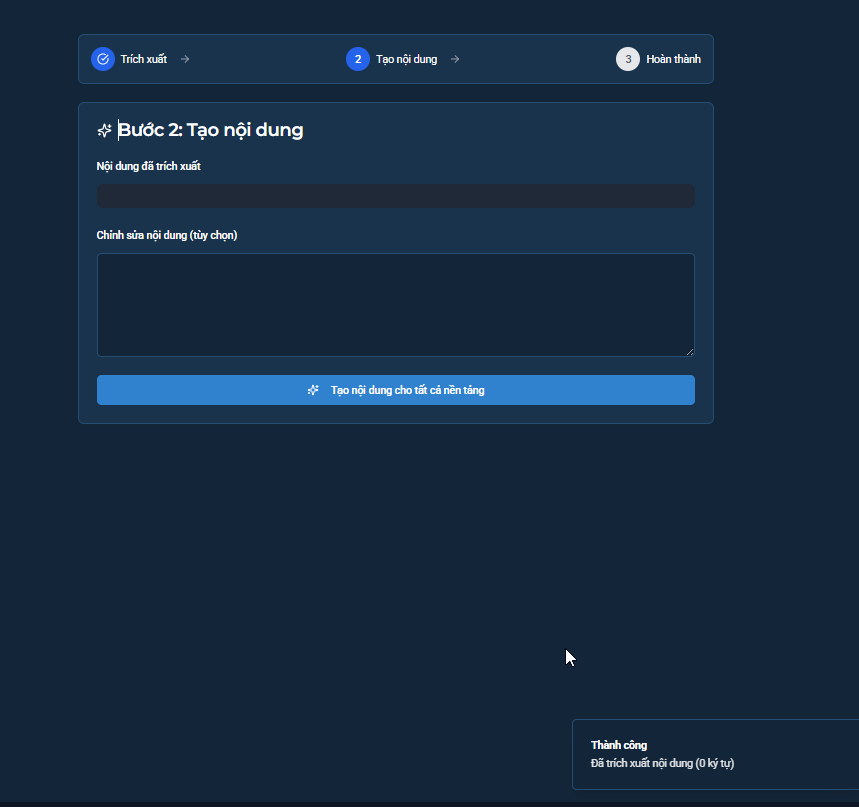 Trích xuất
2 Tạo nội dung
3 Hoàn thành
Bước 2: Tạo nội dung
Nội dung đã trích xuất
Chỉnh sửa nội dung (tùy chọn)
Tạo nội dung cho tất cả nền tảng
Thành công
Đã trích xuất nội dung (0 ký tự)